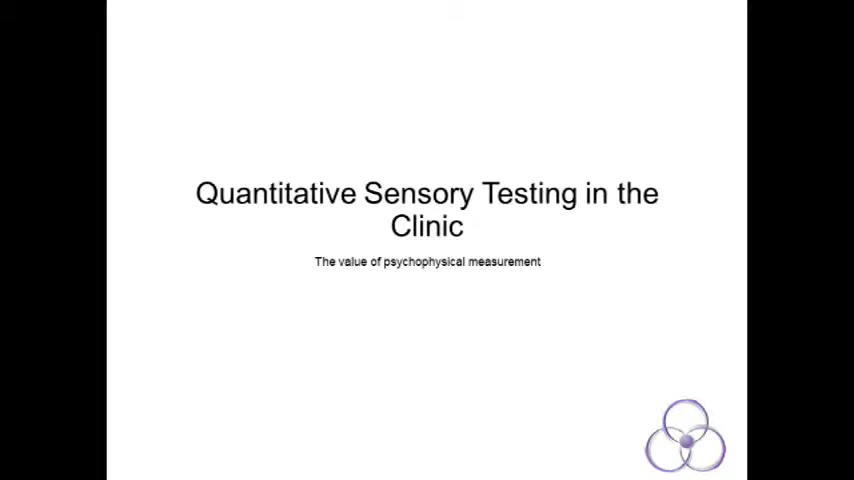 Quantitative Sensory Testing in the
Clinic
The value of psychophysical measurement